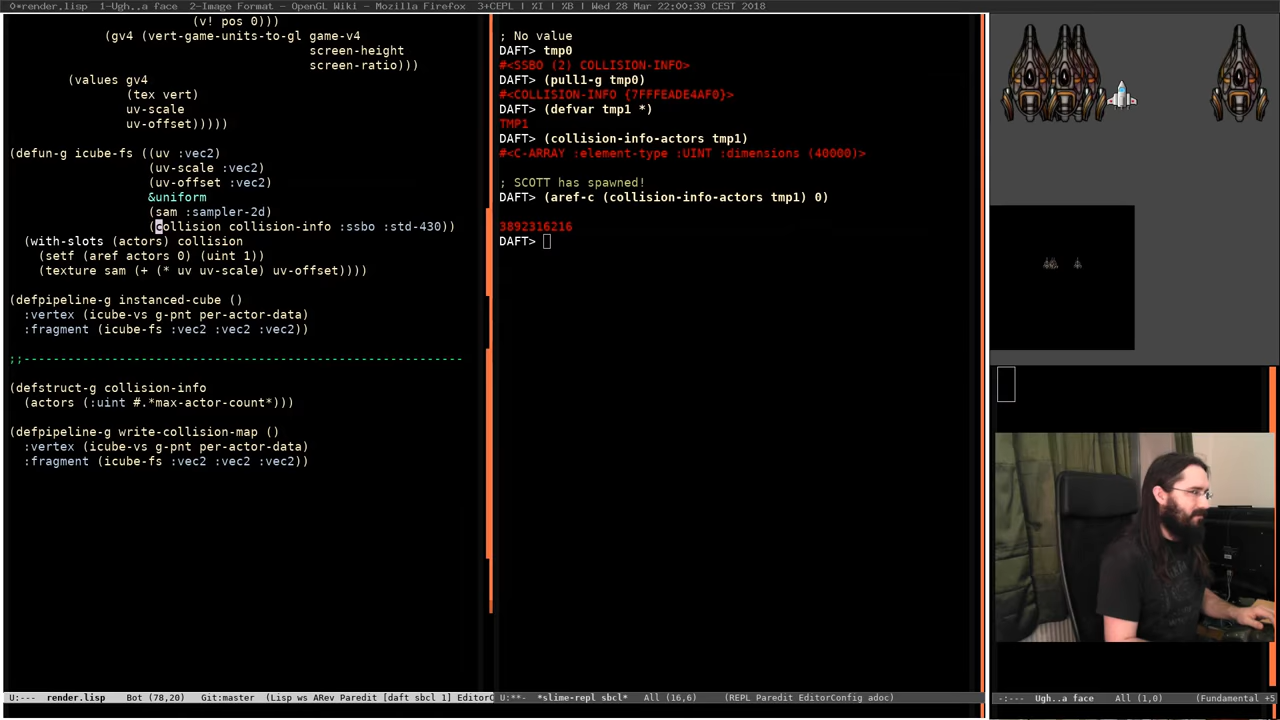 0*render.lisp  1-Ugh..a face  2-Image Format - OpenGL Wiki - Mozilla Firefox  3+CEPL | %I | %B | Wed 28 Mar 22:00:39 CEST 2018
(v! pos 0)))
(gv4 (vert-game-units-to-gl game-v4
screen-height
screen-ratio)))
(values gv4
(tex vert)
uv-scale
uv-offset)))))
(defun-g icube-fs ((uv :vec2)
(uv-scale :vec2)
(uv-offset :vec2)
&uniform
(sam :sampler-2d)
(collision collision-info :ssbo :std-430))
(with-slots (actors) collision
(setf (aref actors 0) (uint 1))
(texture sam (+ (* uv uv-scale) uv-offset))))
(defpipeline-g instanced-cube ()
:vertex (icube-vs g-pnt per-actor-data)
:fragment (icube-fs :vec2 :vec2 :vec2))
;;------------------------------------------------------------
(defstruct-g collision-info
(actors (:uint #.*max-actor-count*)))
(defpipeline-g write-collision-map ()
:vertex (icube-vs g-pnt per-actor-data)
:fragment (icube-fs :vec2 :vec2 :vec2))
U:---  render.lisp    Bot (78,20)   Git:master  (Lisp ws ARev Paredit [daft sbcl 1] EditorC
; No value
DAFT> tmp0
#<SSBO (2) COLLISION-INFO>
DAFT> (pull1-g tmp0)
#<COLLISION-INFO {7FFFEADE4AF0}>
DAFT> (defvar tmp1 *)
TMP1
DAFT> (collision-info-actors tmp1)
#<C-ARRAY :element-type :UINT :dimensions (40000)>
; SCOTT has spawned!
DAFT> (aref-c (collision-info-actors tmp1) 0)
3892316216
DAFT>
U:**-  *slime-repl sbcl*   All (16,6)     (REPL Paredit EditorConfig adoc)
-:---  Ugh..a face    All (1,0)      (Fundamental +5